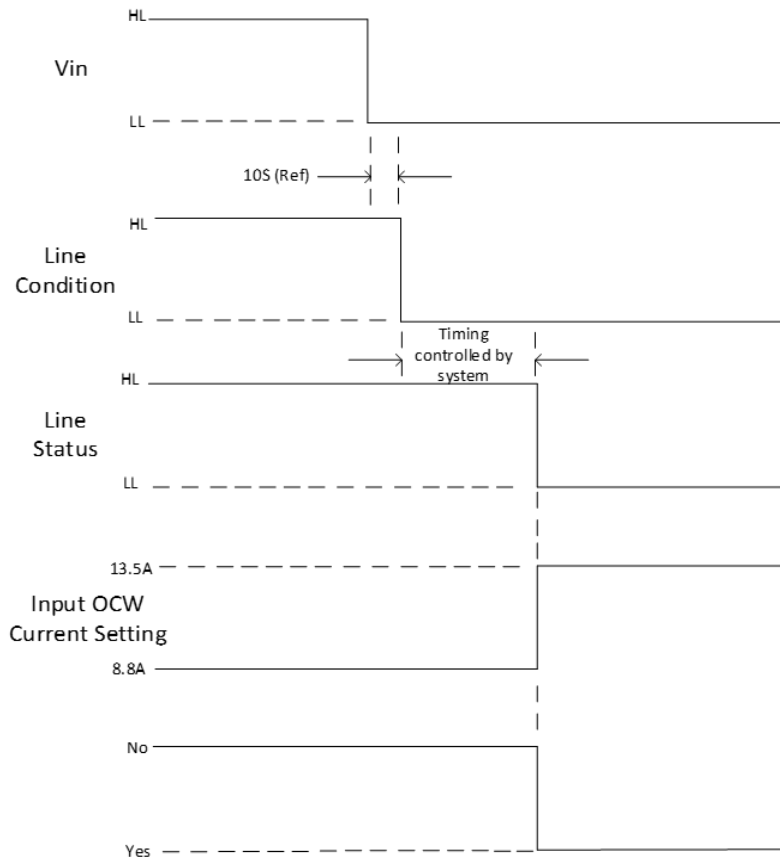 HL
Vin
LL
10S (Ref)
HL
Line
Condition
LL
Timing
controlled by
system
HL
Line
Status
LL
13.5A
Input OCW
Current Setting
8.8A
No
Yes